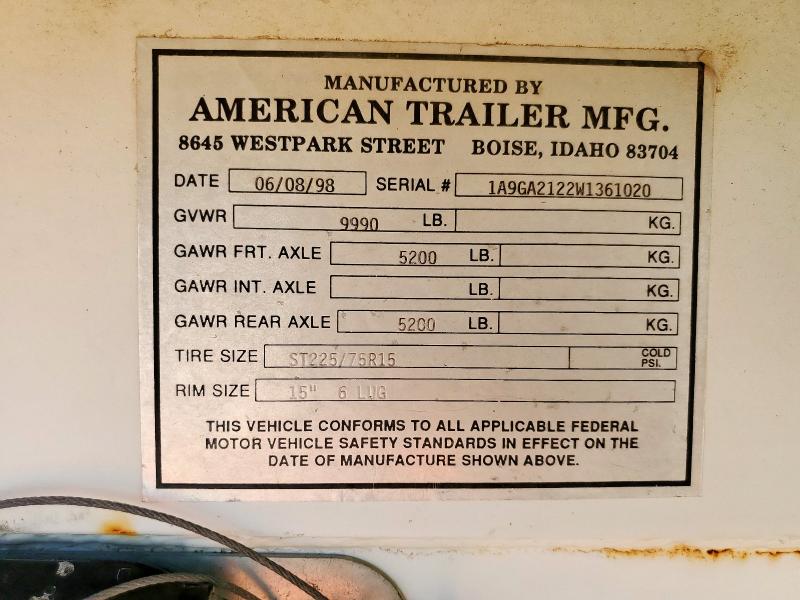 MANUFACTURED BY
AMERICAN TRAILER MFG.
8645 WESTPARK STREET BOISE, IDAHO 83704
DATE 06/08/98 SERIAL # 1A9GA2122W1361020
GVWR 9990 LB. KG.
GAWR FRT. AXLE 5200 LB. KG.
GAWR INT. AXLE LB. KG.
GAWR REAR AXLE 5200 LB. KG.
TIRE SIZE ST225/75R15 COLD PSI.
RIM SIZE 15" 6 LUG
THIS VEHICLE CONFORMS TO ALL APPLICABLE FEDERAL
MOTOR VEHICLE SAFETY STANDARDS IN EFFECT ON THE
DATE OF MANUFACTURE SHOWN ABOVE.